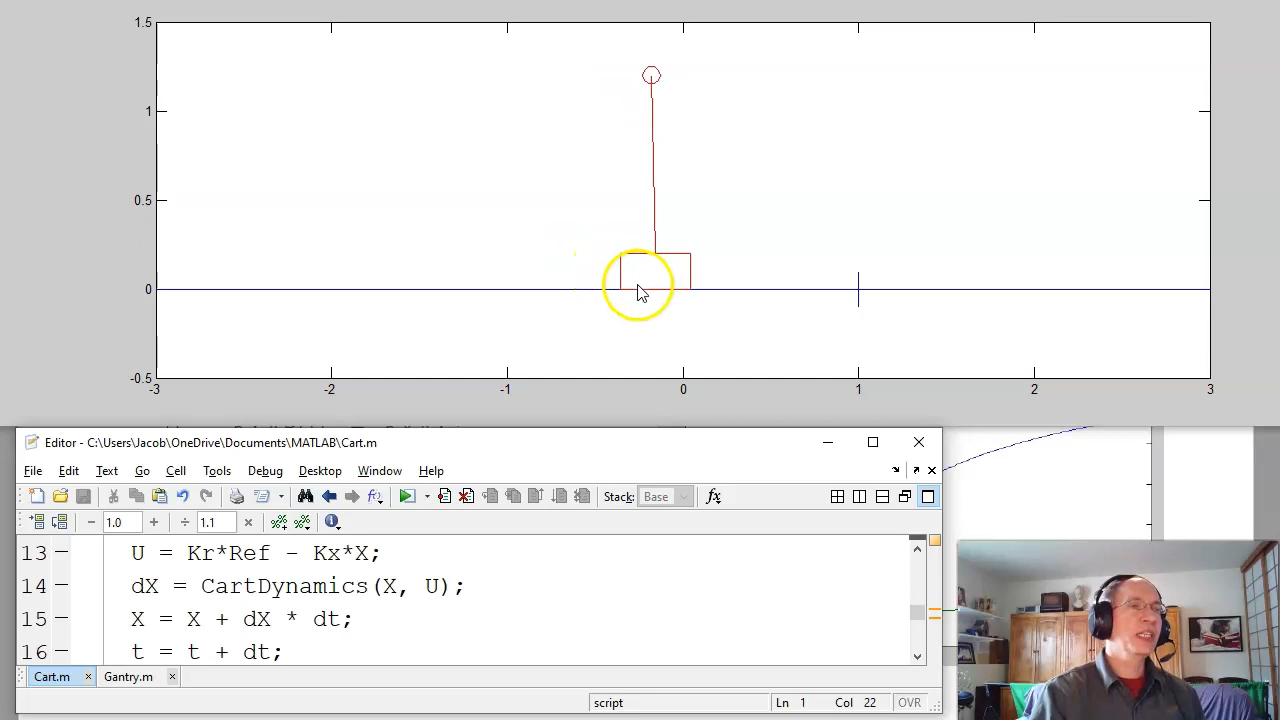 1.5
1
0.5
0
-0.5
-3 -2 -1 0 1 2 3
Editor - C:\Users\Jacob\OneDrive\Documents\MATLAB\Cart.m
File Edit Text Go Cell Tools Debug Desktop Window Help
Stack: Base fx
- 1.0 + ÷ 1.1 ×
13 - U = Kr*Ref - Kx*X;
14 - dX = CartDynamics(X, U);
15 - X = X + dX * dt;
16 - t = t + dt;
Cart.m × Gantry.m ×
script Ln 1 Col 22 OVR